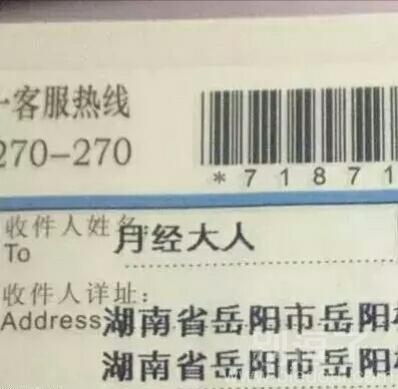 客服热线
270-270
*71871
收件人姓名:
To 月经大人
收件人详址:
Address 湖南省岳阳市岳阳
湖南省岳阳市岳阳